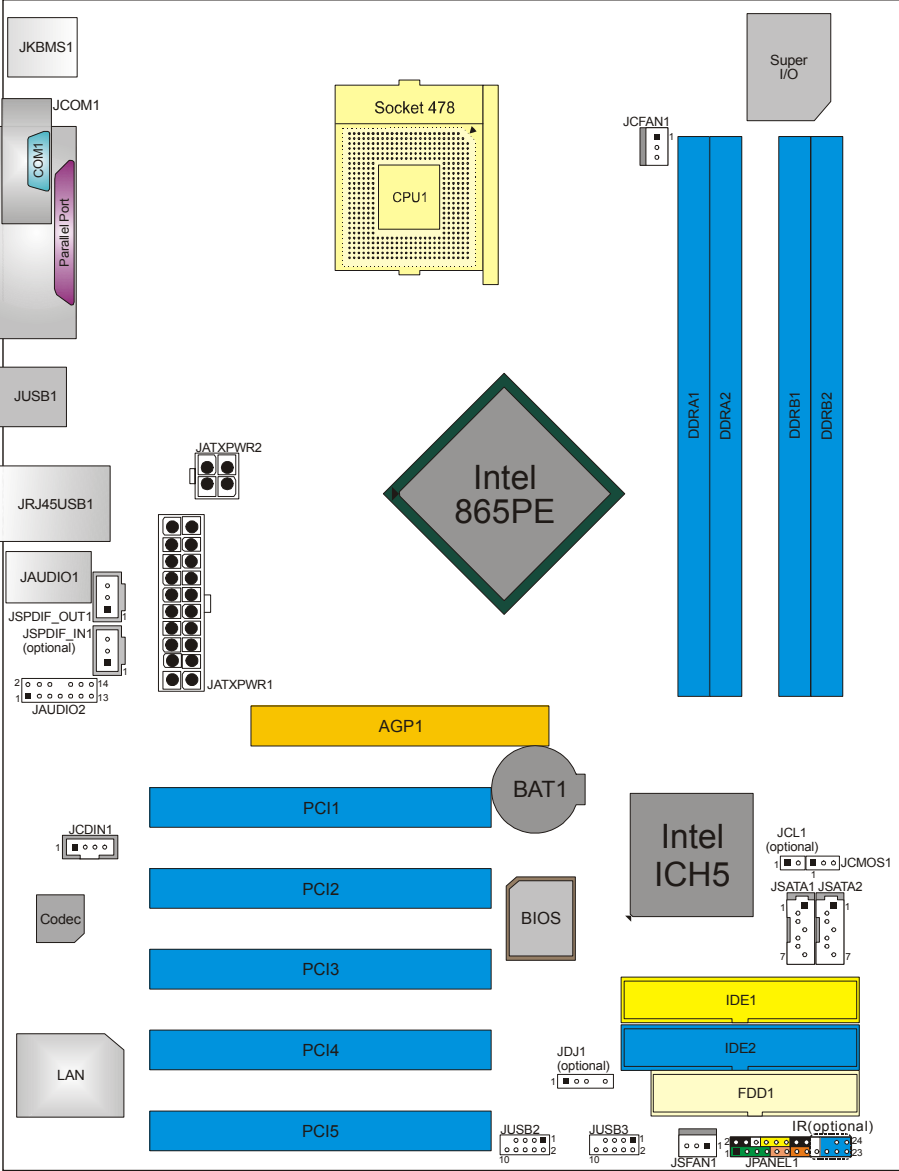 JKBMS1
Super
I/O
JCOM1
COM1
Parallel Port
Socket 478
CPU1
JCFAN1
1
DDRA1
DDRA2
DDRB1
DDRB2
JUSB1
JATXPWR2
Intel
865PE
JRJ45USB1
JAUDIO1
JSPDIF_OUT1
1
JSPDIF_IN1
(optional)
1
2
14
1
13
JAUDIO2
JATXPWR1
AGP1
BAT1
PCI1
JCDIN1
1
Intel
ICH5
JCL1
(optional)
1
JCMOS1
1
PCI2
Codec
BIOS
JSATA1
JSATA2
1
1
7
7
PCI3
IDE1
PCI4
IDE2
JDJ1
(optional)
1
LAN
FDD1
PCI5
JUSB2
1
2
10
JUSB3
1
2
10
JSFAN1
1
IR(optional)
2
24
1
23
JPANEL1